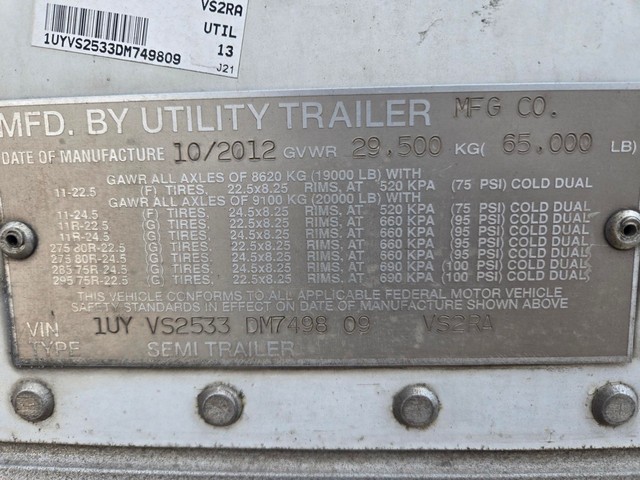 VS2RA
UTIL
1UYVS2533DM749809 13
J21
MFD. BY UTILITY TRAILER MFG CO.
DATE OF MANUFACTURE 10/2012 GVWR 29.500 KG( 65.000 LB)
GAWR ALL AXLES OF 8620 KG (19000 LB) WITH
11-22.5 (F) TIRES, 22.5x8.25 RIMS, AT 520 KPA (75 PSI) COLD DUAL
GAWR ALL AXLES OF 9100 KG (20000 LB) WITH
11-24.5 (F) TIRES, 24.5x8.25 RIMS, AT 520 KPA (75 PSI) COLD DUAL
11R-22.5 (G) TIRES, 22.5x8.25 RIMS, AT 660 KPA (95 PSI) COLD DUAL
11R-24.5 (G) TIRES, 24.5x8.25 RIMS, AT 660 KPA (95 PSI) COLD DUAL
275 80R-22.5 (G) TIRES, 22.5x8.25 RIMS, AT 660 KPA (95 PSI) COLD DUAL
275 80R-24.5 (G) TIRES, 24.5x8.25 RIMS, AT 660 KPA (95 PSI) COLD DUAL
285 75R 24.5 (G) TIRES, 24.5x8.25 RIMS, AT 690 KPA (100 PSI) COLD DUAL
295 75R-22.5 (G) TIRES, 22.5x8.25 RIMS, AT 690 KPA (100 PSI) COLD DUAL
THIS VEHICLE CONFORMS TO ALL APPLICABLE FEDERAL MOTOR VEHICLE
SAFETY STANDARDS IN EFFECT ON DATE OF MANUFACTURE SHOWN ABOVE
VIN 1UY VS2533 DM7498 09 VS2RA
TYPE SEMI TRAILER